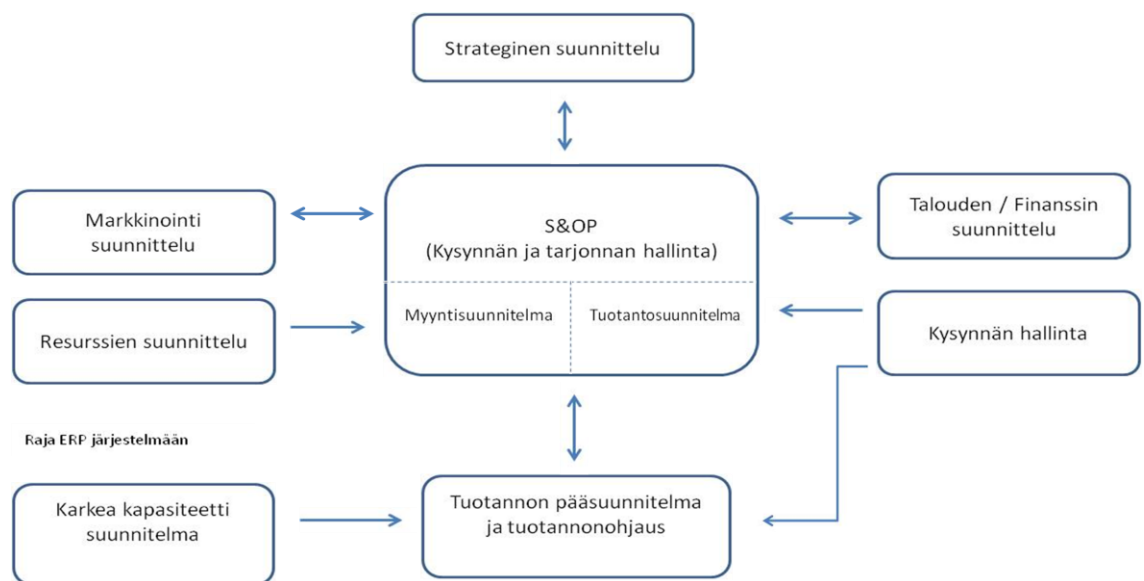 Strateginen suunnittelu
Markkinointi
suunnittelu
S&OP
(Kysynnän ja tarjonnan hallinta)
Talouden / Finanssin
suunnittelu
Resurssien suunnittelu
Myyntisuunnitelma
Tuotantosuunnitelma
Kysynnän hallinta
Raja ERP järjestelmään
Karkea kapasiteetti
suunnitelma
Tuotannon pääsuunnitelma
ja tuotannonohjaus